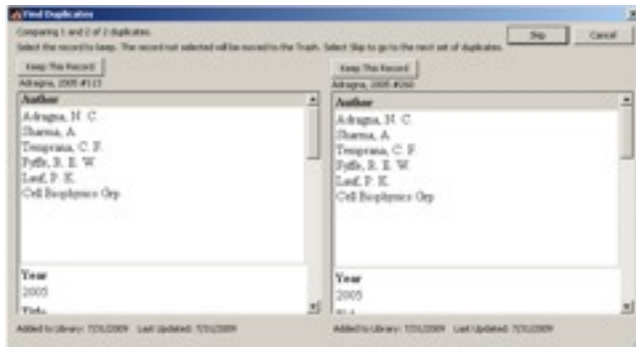 Find Duplicates
Comparing 1 and 2 of 2 duplicates.
Select the record to keep. The record not selected will be moved to the Trash. Select Skip to go to the next set of duplicates.
Skip
Cancel
Keep This Record
Keep This Record
Adragna, 2005 #113
Adragna, 2005 #260
Author
Adragna, N. C.
Sharma, A.
Temprana, C. F.
Fyffe, R. E. W.
Lauf, P. K.
Cell Biophysics Grp
Year
2005
Title
Author
Adragna, N. C.
Sharma, A.
Temprana, C. F.
Fyffe, R. E. W.
Lauf, P. K.
Cell Biophysics Grp
Year
2005
Added to Library: 7/31/2009 Last Updated: 7/31/2009
Added to Library: 7/31/2009 Last Updated: 7/31/2009